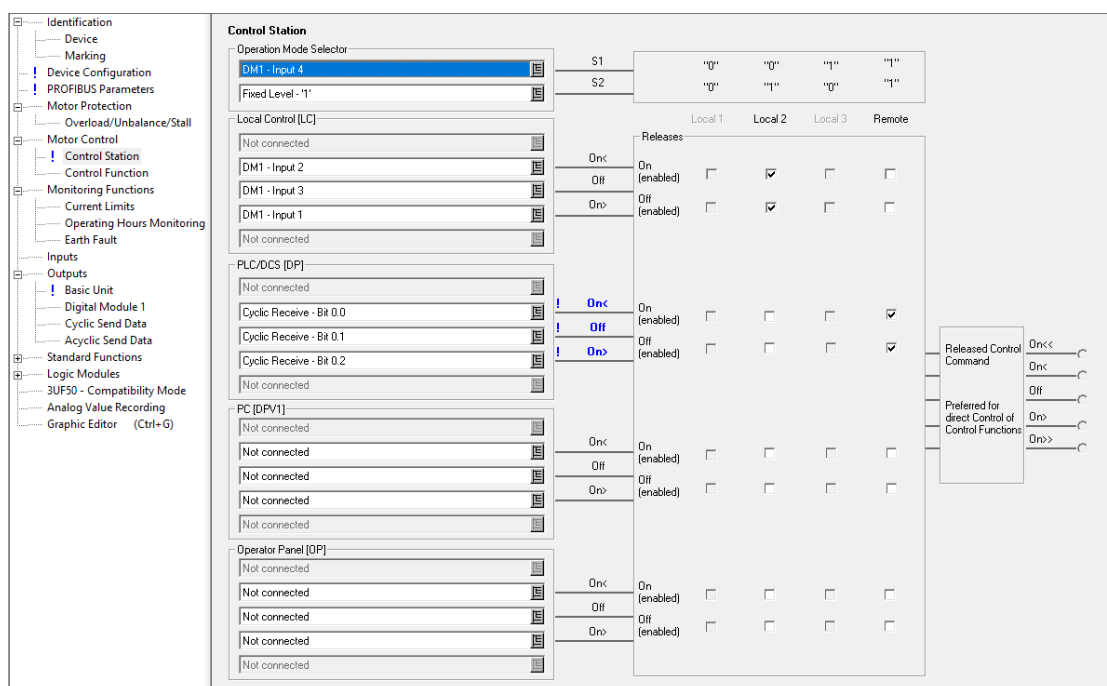 Identification
Device
Marking
! Device Configuration
! PROFIBUS Parameters
Motor Protection
Overload/Unbalance/Stall
Motor Control
! Control Station
Control Function
Monitoring Functions
Current Limits
Operating Hours Monitoring
Earth Fault
Inputs
Outputs
! Basic Unit
Digital Module 1
Cyclic Send Data
Acyclic Send Data
Standard Functions
Logic Modules
3UF50 - Compatibility Mode
Analog Value Recording
Graphic Editor (Ctrl+G)
Control Station
Operation Mode Selector
DM1 - Input 4
Fixed Level - '1'
S1 "0" "0" "1" "1"
S2 "0" "1" "0" "1"
Local 1 Local 2 Local 3 Remote
Releases
Local Control [LC]
Not connected
DM1 - Input 2
DM1 - Input 3
DM1 - Input 1
Not connected
On<
Off
On>
On
(enabled)
Off
(enabled)
PLC/DCS [DP]
Not connected
Cyclic Receive - Bit 0.0
Cyclic Receive - Bit 0.1
Cyclic Receive - Bit 0.2
Not connected
! On<
! Off
! On>
On
(enabled)
Off
(enabled)
PC [DPV1]
Not connected
Not connected
Not connected
Not connected
Not connected
On<
Off
On>
On
(enabled)
Off
(enabled)
Operator Panel [OP]
Not connected
Not connected
Not connected
Not connected
Not connected
On<
Off
On>
On
(enabled)
Off
(enabled)
Released Control
Command
Preferred for
direct Control of
Control Functions
On<<
On<
Off
On>
On>>